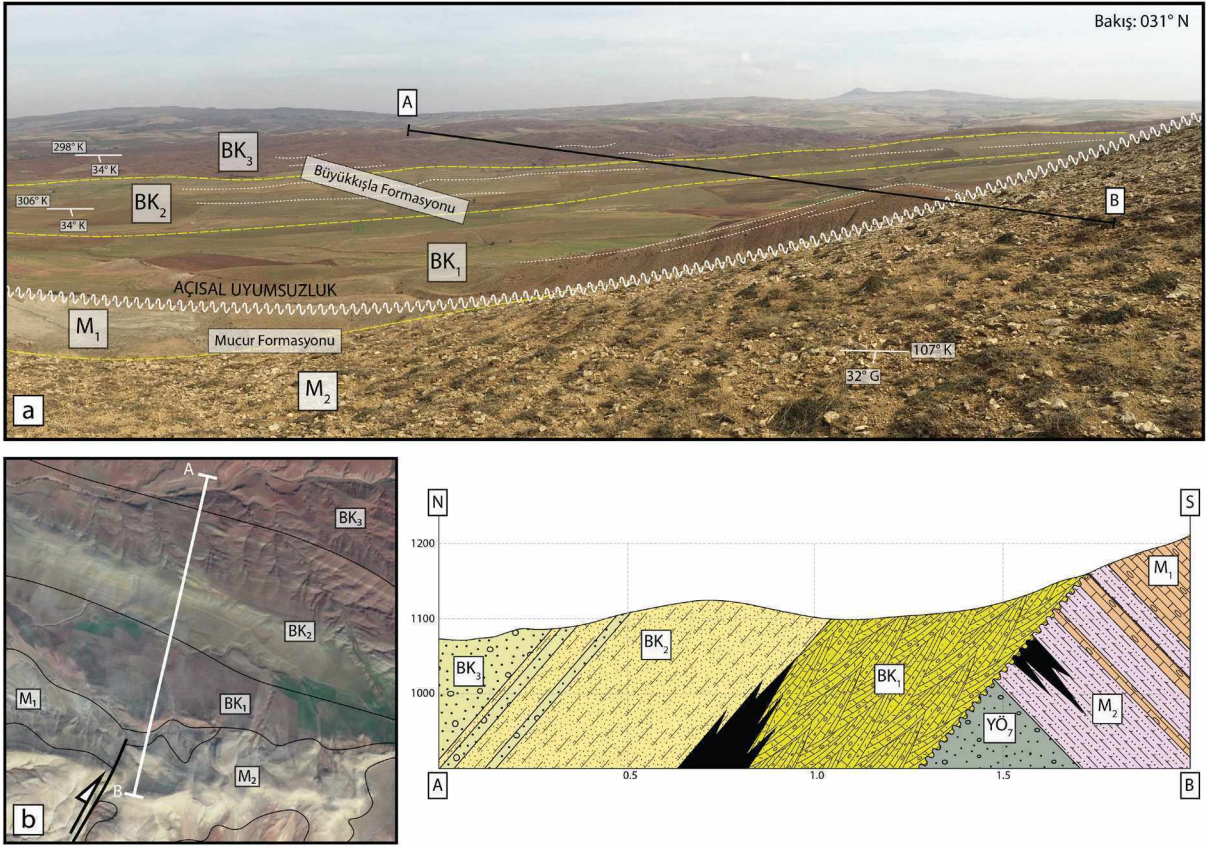 Bakış: 031° N
A
298° K
34° K
BK3
Büyükkışla Formasyonu
306° K
34° K
BK2
B
BK1
AÇISAL UYUMSUZLUK
M1
Mucur Formasyonu
107° K
32° G
M2
a
A
BK3
BK2
M1
BK1
M2
B
b
N
S
1200
1100
1000
M1
BK2
BK3
BK1
M2
YÖ7
0.5
1.0
1.5
A
B